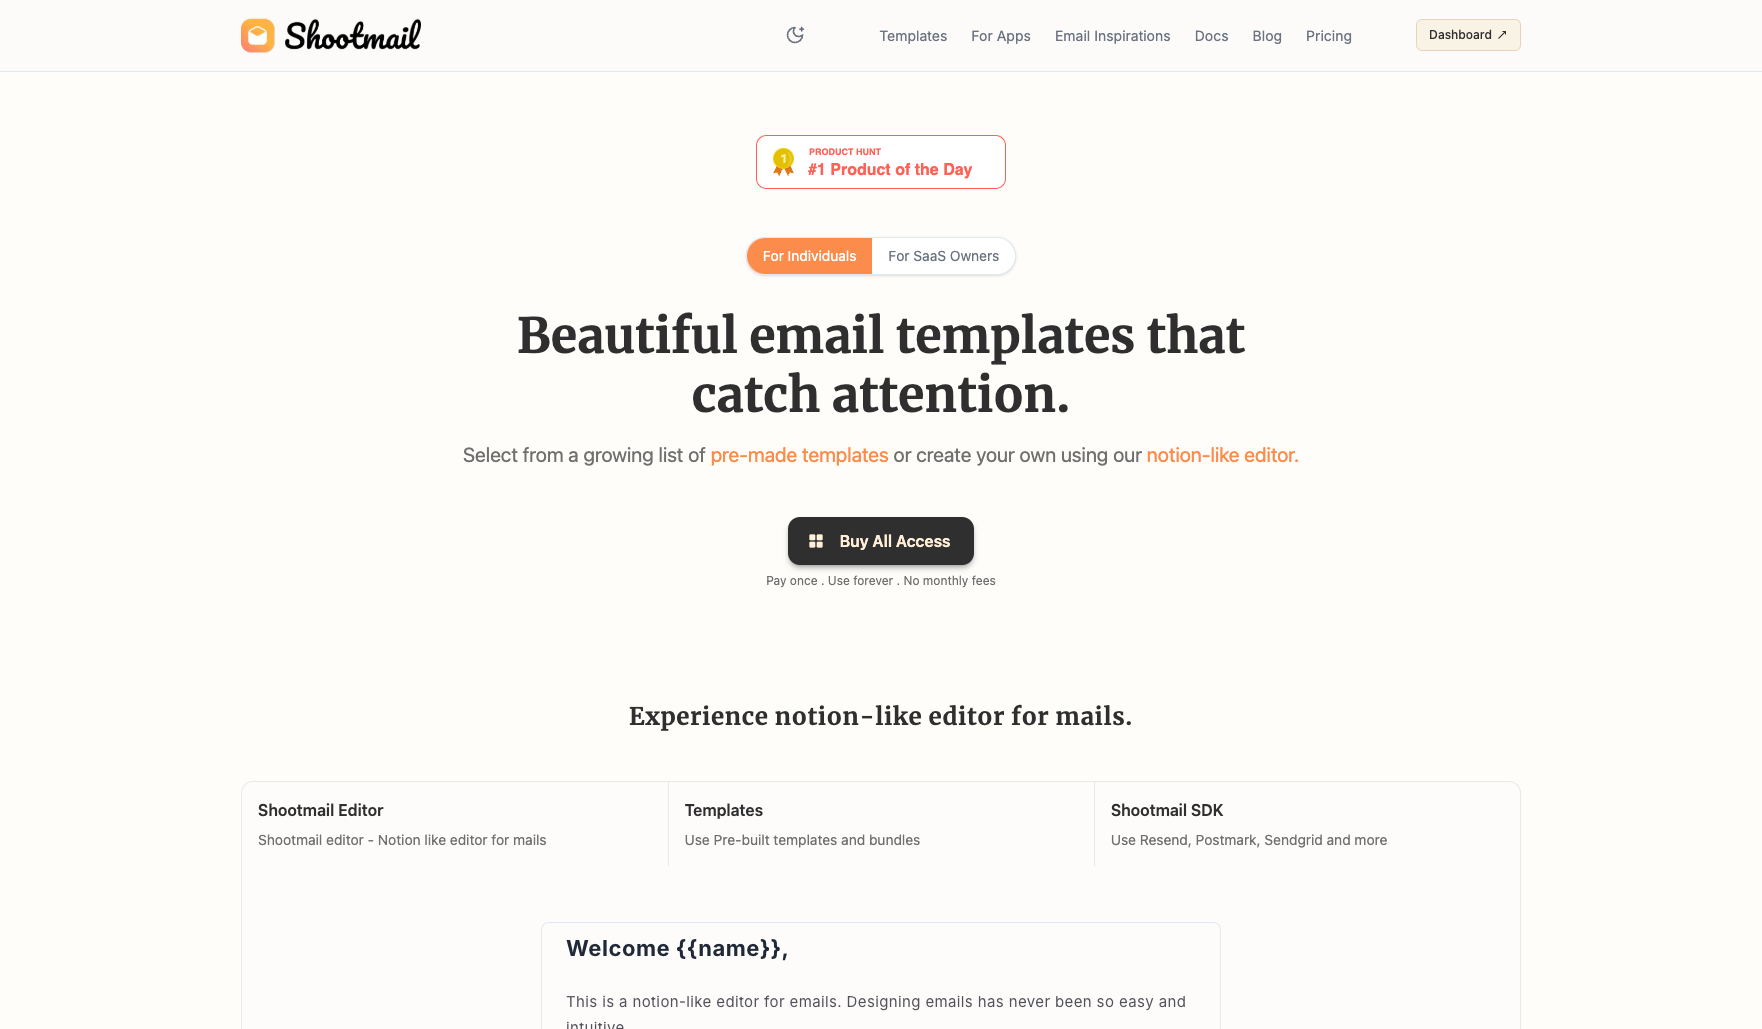 Shootmail
Templates
For Apps
Email Inspirations
Docs
Blog
Pricing
Dashboard ↗
1
PRODUCT HUNT
#1 Product of the Day
For Individuals
For SaaS Owners
Beautiful email templates that
catch attention.
Select from a growing list of pre-made templates or create your own using our notion-like editor.
Buy All Access
Pay once . Use forever . No monthly fees
Experience notion-like editor for mails.
Shootmail Editor
Shootmail editor - Notion like editor for mails
Templates
Use Pre-built templates and bundles
Shootmail SDK
Use Resend, Postmark, Sendgrid and more
Welcome {{name}},
This is a notion-like editor for emails. Designing emails has never been so easy and
intuitive